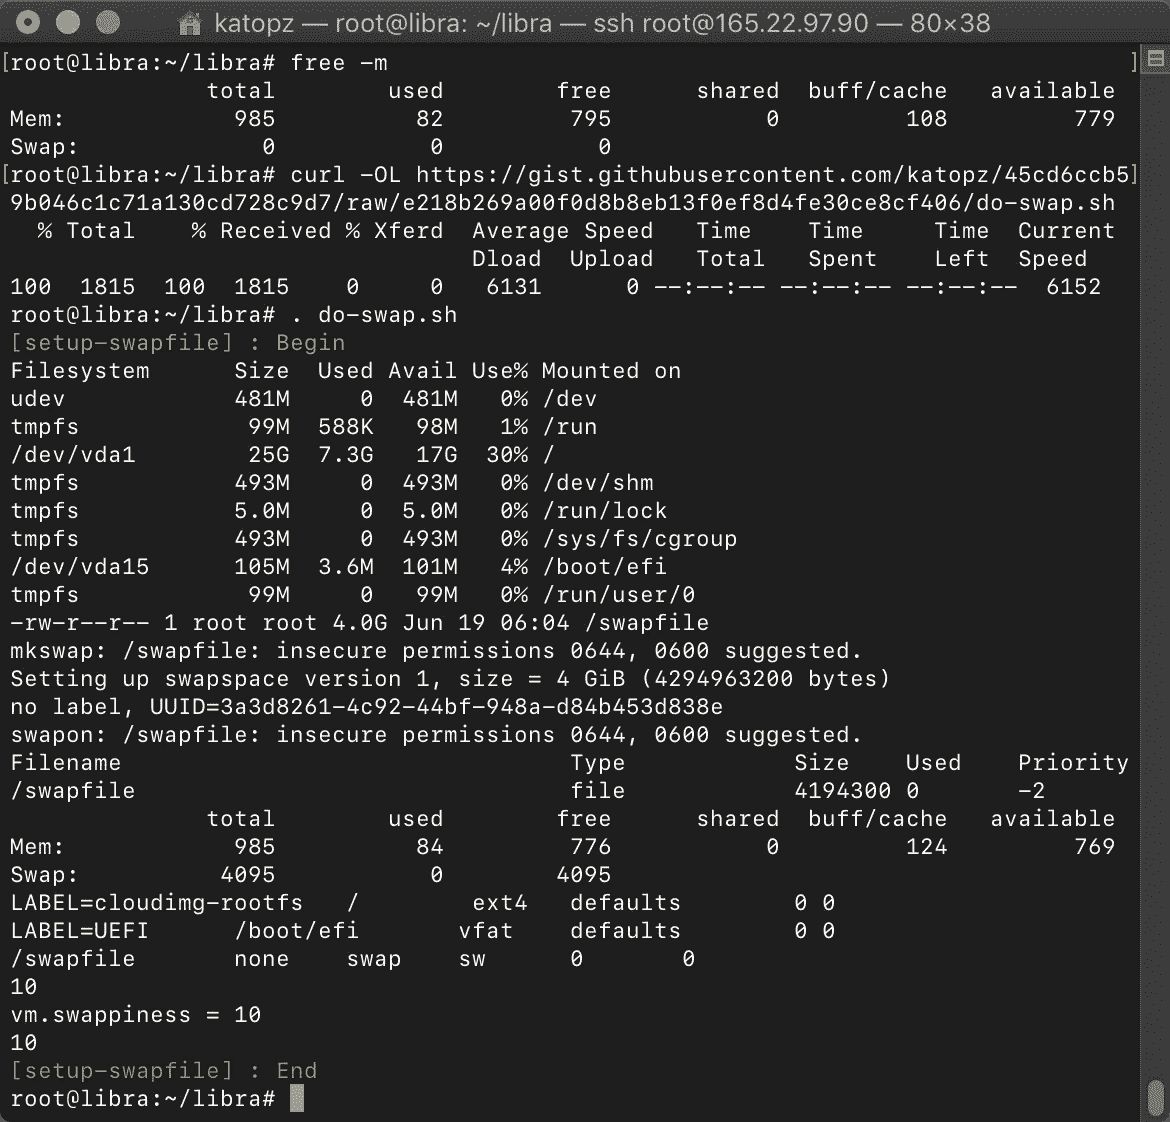 katopz — root@libra: ~/libra — ssh root@165.22.97.90 — 80×38
[root@libra:~/libra# free -m ]
total used free shared buff/cache available
Mem: 985 82 795 0 108 779
Swap: 0 0 0
[root@libra:~/libra# curl -OL https://gist.githubusercontent.com/katopz/45cd6ccb5]
9b046c1c71a130cd728c9d7/raw/e218b269a00f0d8b8eb13f0ef8d4fe30ce8cf406/do-swap.sh
% Total % Received % Xferd Average Speed Time Time Time Current
Dload Upload Total Spent Left Speed
100 1815 100 1815 0 0 6131 0 --:--:-- --:--:-- --:--:-- 6152
root@libra:~/libra# . do-swap.sh
[setup-swapfile] : Begin
Filesystem Size Used Avail Use% Mounted on
udev 481M 0 481M 0% /dev
tmpfs 99M 588K 98M 1% /run
/dev/vda1 25G 7.3G 17G 30% /
tmpfs 493M 0 493M 0% /dev/shm
tmpfs 5.0M 0 5.0M 0% /run/lock
tmpfs 493M 0 493M 0% /sys/fs/cgroup
/dev/vda15 105M 3.6M 101M 4% /boot/efi
tmpfs 99M 0 99M 0% /run/user/0
-rw-r--r-- 1 root root 4.0G Jun 19 06:04 /swapfile
mkswap: /swapfile: insecure permissions 0644, 0600 suggested.
Setting up swapspace version 1, size = 4 GiB (4294963200 bytes)
no label, UUID=3a3d8261-4c92-44bf-948a-d84b453d838e
swapon: /swapfile: insecure permissions 0644, 0600 suggested.
Filename Type Size Used Priority
/swapfile file 4194300 0 -2
total used free shared buff/cache available
Mem: 985 84 776 0 124 769
Swap: 4095 0 4095
LABEL=cloudimg-rootfs / ext4 defaults 0 0
LABEL=UEFI /boot/efi vfat defaults 0 0
/swapfile none swap sw 0 0
10
vm.swappiness = 10
10
[setup-swapfile] : End
root@libra:~/libra#